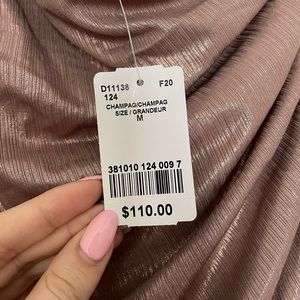 D11138 F20
124
CHAMPAG/CHAMPAG
SIZE / GRANDEUR
M
381010 124 009 7
$110.00